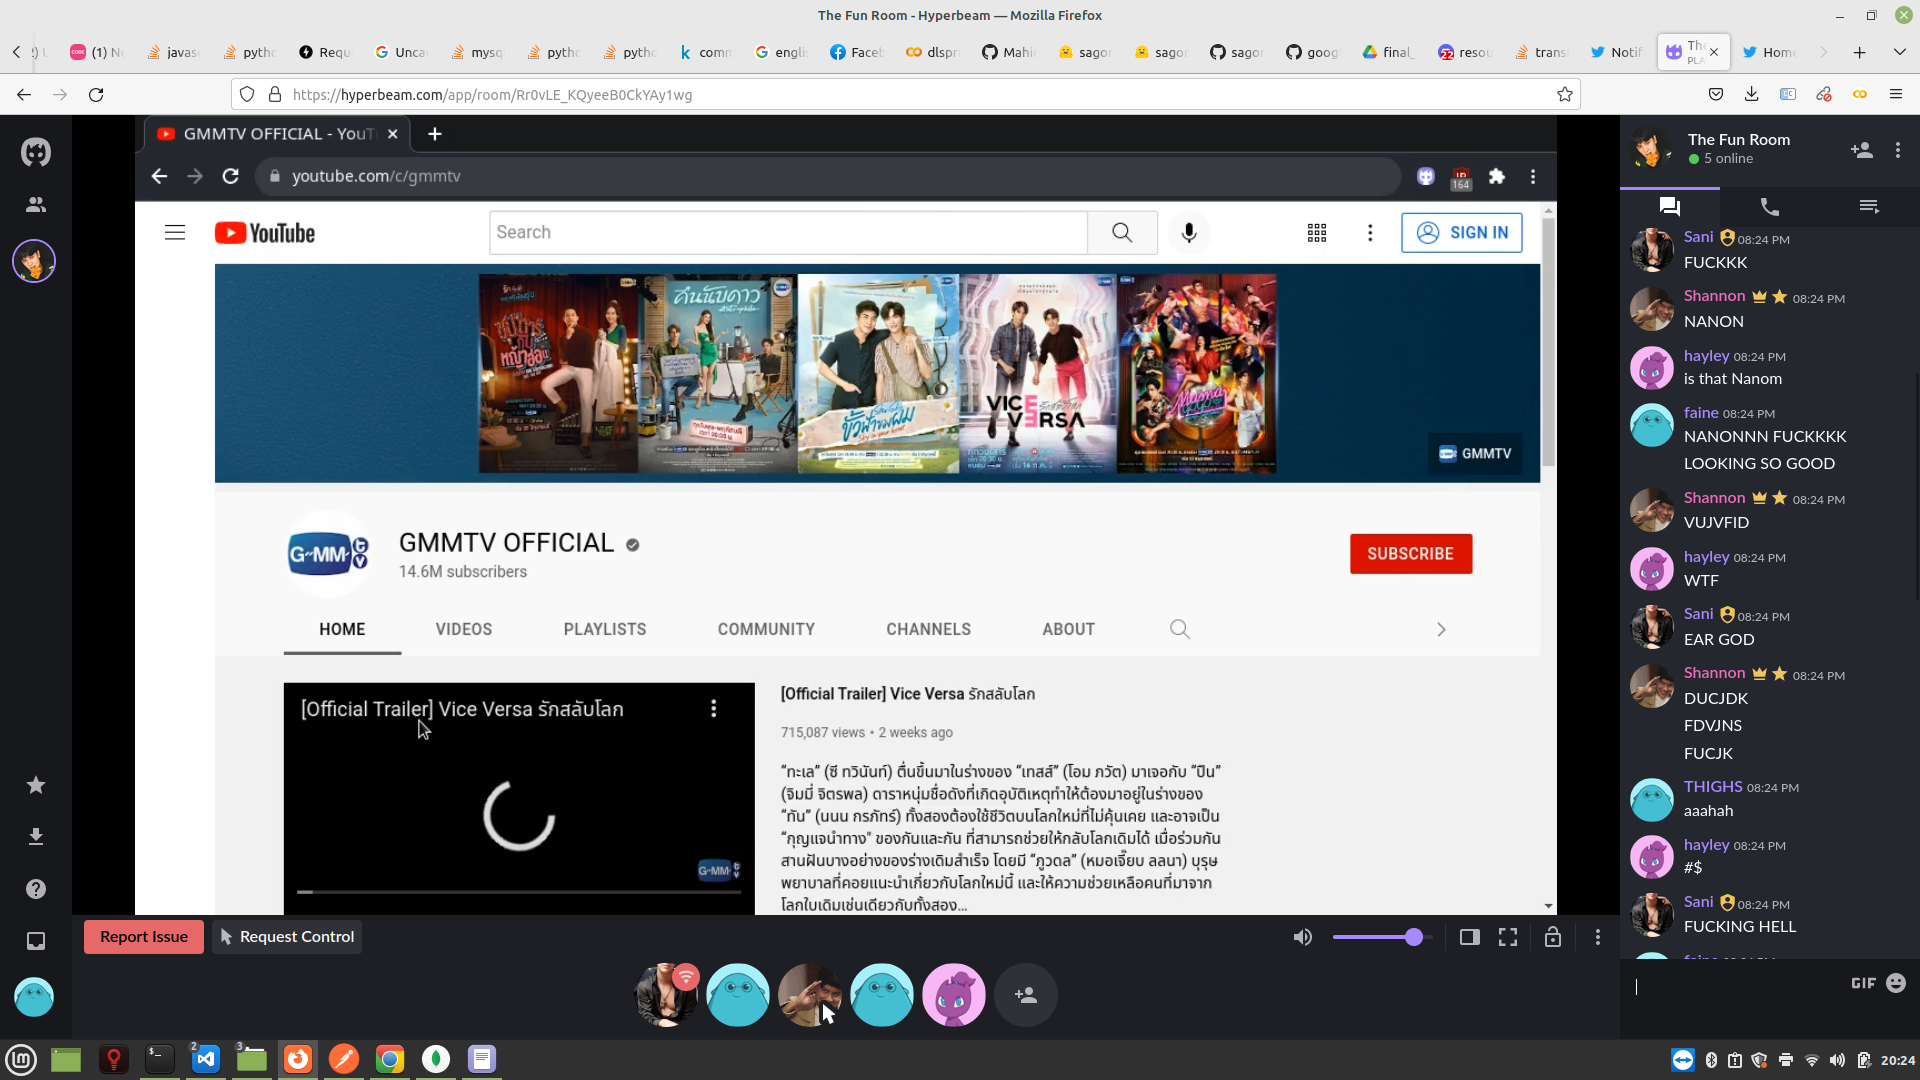 The Fun Room - Hyperbeam — Mozilla Firefox
(1) N
javas
pytho
Requ
Unca
mysq
pytho
pytho
comm
engli
Faceb
dlspr
Mahir
sagor
sagor
sagor
goog
final_
resou
trans
Notif
The
PLA
Home
https://hyperbeam.com/app/room/Rr0vLE_KQyeeB0CkYAy1wg
GMMTV OFFICIAL - YouT
youtube.com/c/gmmtv
164
YouTube
Search
SIGN IN
คืนนับดาว
VICE VERSA
GMMTV
G-MM-tv
GMMTV OFFICIAL
14.6M subscribers
SUBSCRIBE
HOME
VIDEOS
PLAYLISTS
COMMUNITY
CHANNELS
ABOUT
[Official Trailer] Vice Versa รักสลับโลก
G-MM-tv
[Official Trailer] Vice Versa รักสลับโลก
715,087 views • 2 weeks ago
“ทะเล” (ซี ทวินันท์) ตื่นขึ้นมาในร่างของ “เทสส์” (โอม ภวัต) มาเจอกับ “ปืน”
(จิมมี่ จิตรพล) ดาราหนุ่มชื่อดังที่เกิดอุบัติเหตุทำให้ต้องมาอยู่ในร่างของ
“ทัน” (นนน กรภัทร์) ทั้งสองต้องใช้ชีวิตบนโลกใหม่ที่ไม่คุ้นเคย และอาจเป็น
“กุญแจนำทาง” ของกันและกัน ที่สามารถช่วยให้กลับโลกเดิมได้ เมื่อร่วมกัน
สานฝันบางอย่างของร่างเดิมสำเร็จ โดยมี “ภูวดล” (หมอเจี๊ยบ ลลนา) บุรุษ
พยาบาลที่คอยแนะนำเกี่ยวกับโลกใหม่นี้ และให้ความช่วยเหลือคนที่มาจาก
โลกใบเดิมเช่นเดียวกับทั้งสอง...
Report Issue
Request Control
The Fun Room
5 online
Sani 08:24 PM
FUCKKK
Shannon 08:24 PM
NANON
hayley 08:24 PM
is that Nanom
faine 08:24 PM
NANONNN FUCKKKK
LOOKING SO GOOD
Shannon 08:24 PM
VUJVFID
hayley 08:24 PM
WTF
Sani 08:24 PM
EAR GOD
Shannon 08:24 PM
DUCJDK
FDVJNS
FUCJK
THIGHS 08:24 PM
aaahah
hayley 08:24 PM
#$
Sani 08:24 PM
FUCKING HELL
GIF
2
3
20:24